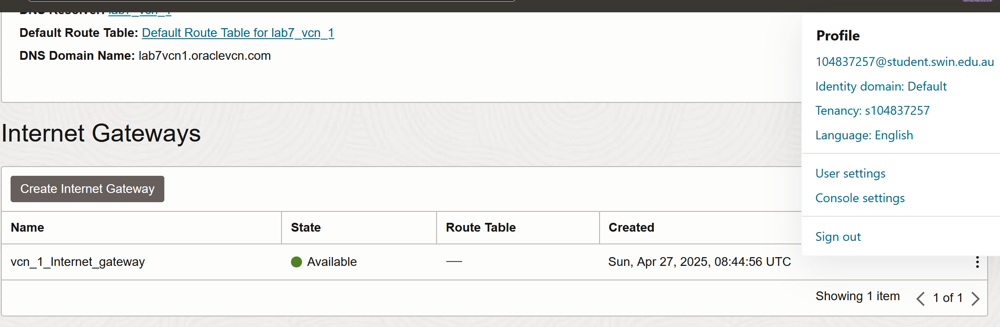 DNS Resolver: lab7_vcn_1
Default Route Table: Default Route Table for lab7_vcn_1
DNS Domain Name: lab7vcn1.oraclevcn.com
Profile
104837257@student.swin.edu.au
Identity domain: Default
Tenancy: s104837257
Language: English
User settings
Console settings
Sign out
Internet Gateways
Create Internet Gateway
Name State Route Table Created
vcn_1_Internet_gateway Available — Sun, Apr 27, 2025, 08:44:56 UTC
Showing 1 item 1 of 1